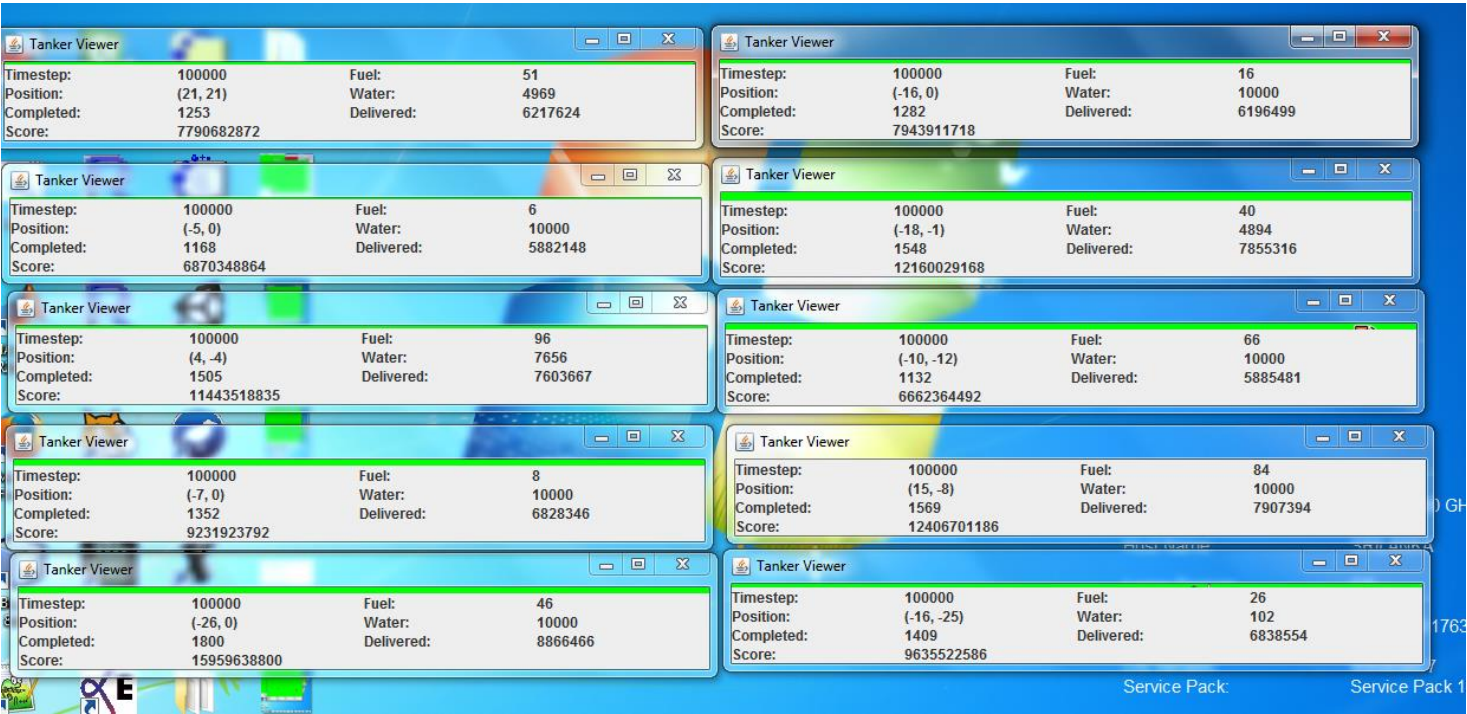 Tanker Viewer
Timestep: 100000 Fuel: 51
Position: (21, 21) Water: 4969
Completed: 1253 Delivered: 6217624
Score: 7790682872
Tanker Viewer
Timestep: 100000 Fuel: 16
Position: (-16, 0) Water: 10000
Completed: 1282 Delivered: 6196499
Score: 7943911718
Tanker Viewer
Timestep: 100000 Fuel: 6
Position: (-5, 0) Water: 10000
Completed: 1168 Delivered: 5882148
Score: 6870348864
Tanker Viewer
Timestep: 100000 Fuel: 40
Position: (-18, -1) Water: 4894
Completed: 1548 Delivered: 7855316
Score: 12160029168
Tanker Viewer
Timestep: 100000 Fuel: 96
Position: (4, -4) Water: 7656
Completed: 1505 Delivered: 7603667
Score: 11443518835
Tanker Viewer
Timestep: 100000 Fuel: 66
Position: (-10, -12) Water: 10000
Completed: 1132 Delivered: 5885481
Score: 6662364492
Tanker Viewer
Timestep: 100000 Fuel: 8
Position: (-7, 0) Water: 10000
Completed: 1352 Delivered: 6828346
Score: 9231923792
Tanker Viewer
Timestep: 100000 Fuel: 84
Position: (15, -8) Water: 10000
Completed: 1569 Delivered: 7907394
Score: 12406701186
Tanker Viewer
Timestep: 100000 Fuel: 46
Position: (-26, 0) Water: 10000
Completed: 1800 Delivered: 8866466
Score: 15959638800
Tanker Viewer
Timestep: 100000 Fuel: 26
Position: (-16, -25) Water: 102
Completed: 1409 Delivered: 6838554
Score: 9635522586
0 GH
1763
7
Service Pack: Service Pack 1
E